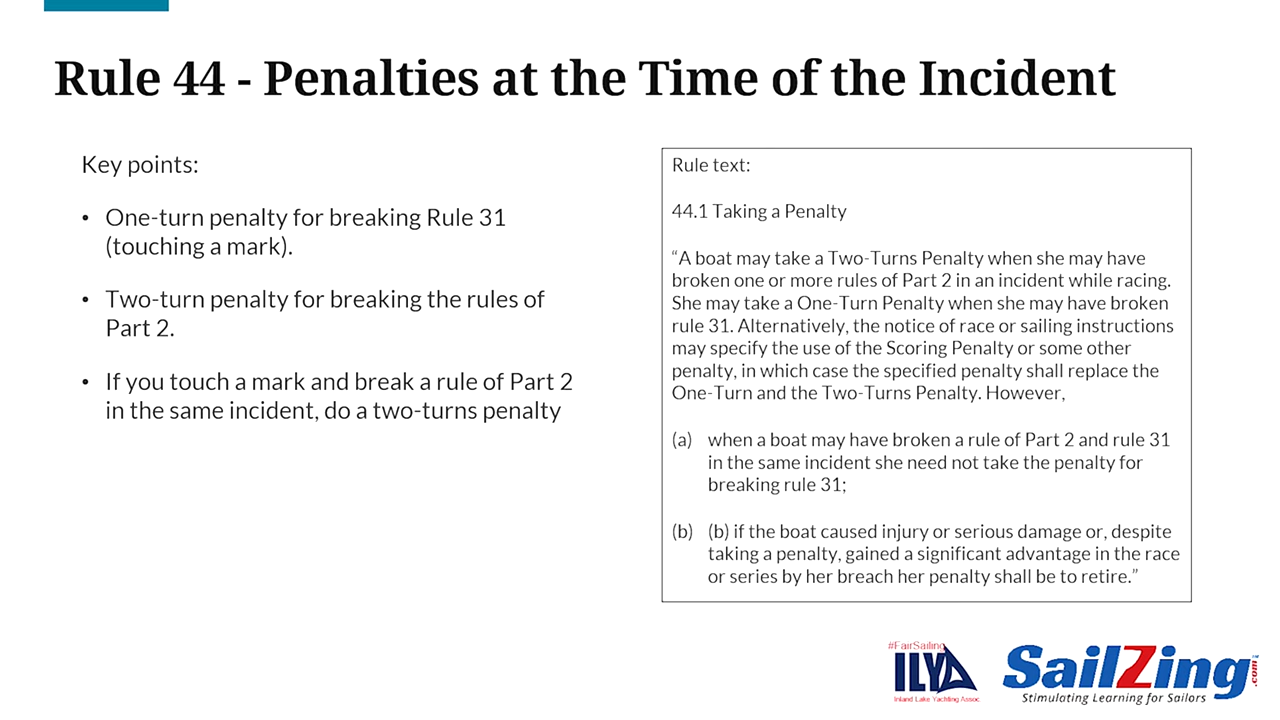 Rule 44 - Penalties at the Time of the Incident
Key points:
• One-turn penalty for breaking Rule 31
(touching a mark).
• Two-turn penalty for breaking the rules of
Part 2.
• If you touch a mark and break a rule of Part 2
in the same incident, do a two-turns penalty
Rule text:
44.1 Taking a Penalty
“A boat may take a Two-Turns Penalty when she may have
broken one or more rules of Part 2 in an incident while racing.
She may take a One-Turn Penalty when she may have broken
rule 31. Alternatively, the notice of race or sailing instructions
may specify the use of the Scoring Penalty or some other
penalty, in which case the specified penalty shall replace the
One-Turn and the Two-Turns Penalty. However,
(a) when a boat may have broken a rule of Part 2 and rule 31
in the same incident she need not take the penalty for
breaking rule 31;
(b) (b) if the boat caused injury or serious damage or, despite
taking a penalty, gained a significant advantage in the race
or series by her breach her penalty shall be to retire.”
#FairSailing
ILYA
Inland Lake Yachting Assoc.
SailZing.com™
Stimulating Learning for Sailors